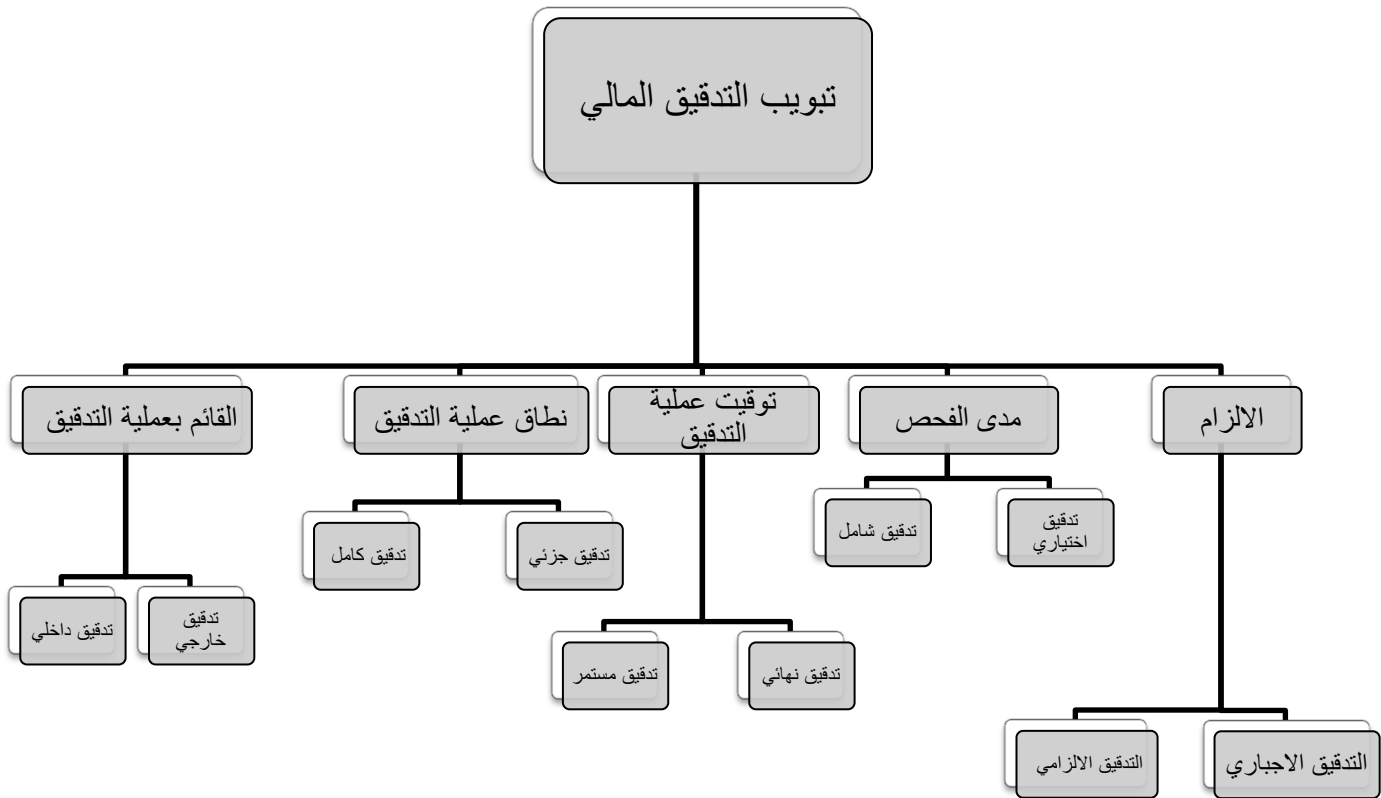 تبويب التدقيق المالي
الالزام
مدى الفحص
توقيت عملية
التدقيق
نطاق عملية التدقيق
القائم بعملية التدقيق
تدقيق
اختياري
تدقيق شامل
تدقيق جزئي
تدقيق كامل
تدقيق
خارجي
تدقيق داخلي
تدقيق نهائي
تدقيق مستمر
التدقيق الاجباري
التدقيق الالزامي